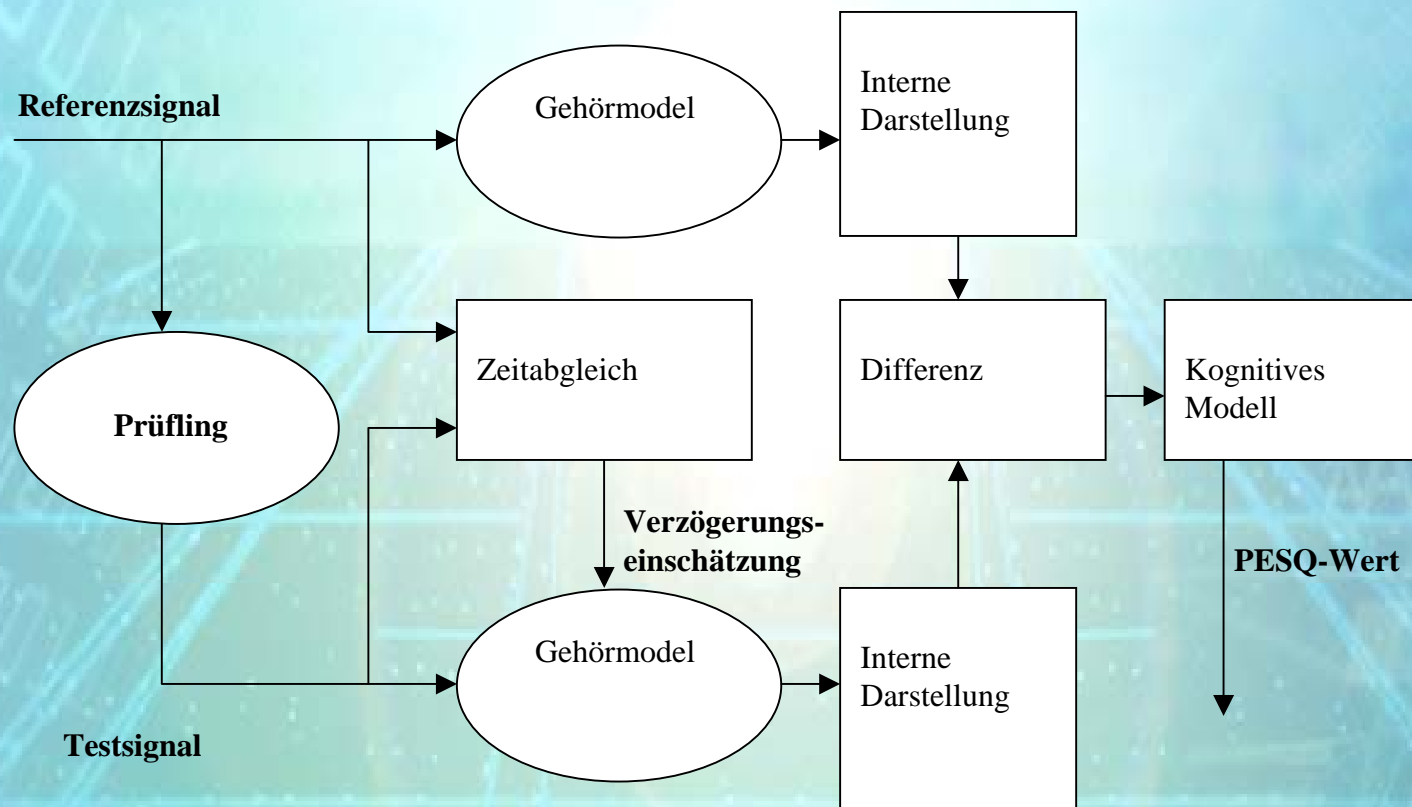 Referenzsignal
Gehörmodel
Interne
Darstellung
Prüfling
Zeitabgleich
Differenz
Kognitives
Modell
Verzögerungs-
einschätzung
PESQ-Wert
Testsignal
Gehörmodel
Interne
Darstellung